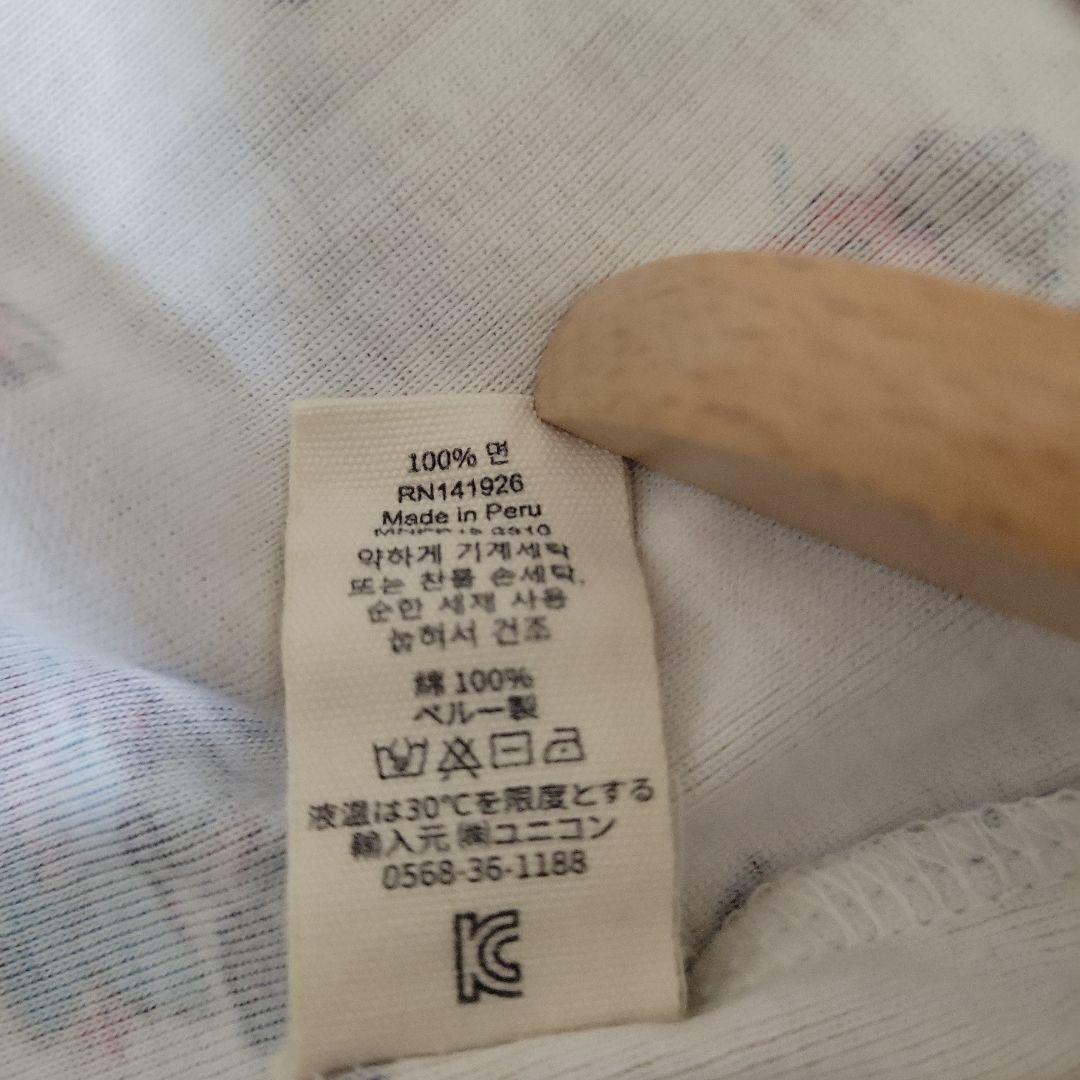 100% 면
RN141926
Made in Peru
약하게 기계세탁
또는 찬물 손세탁.
순한 세제 사용
눕혀서 건조
綿 100%
ペルー製
液温は30℃を限度とする
輸入元 ㈱ユニコン
0568-36-1188
KC